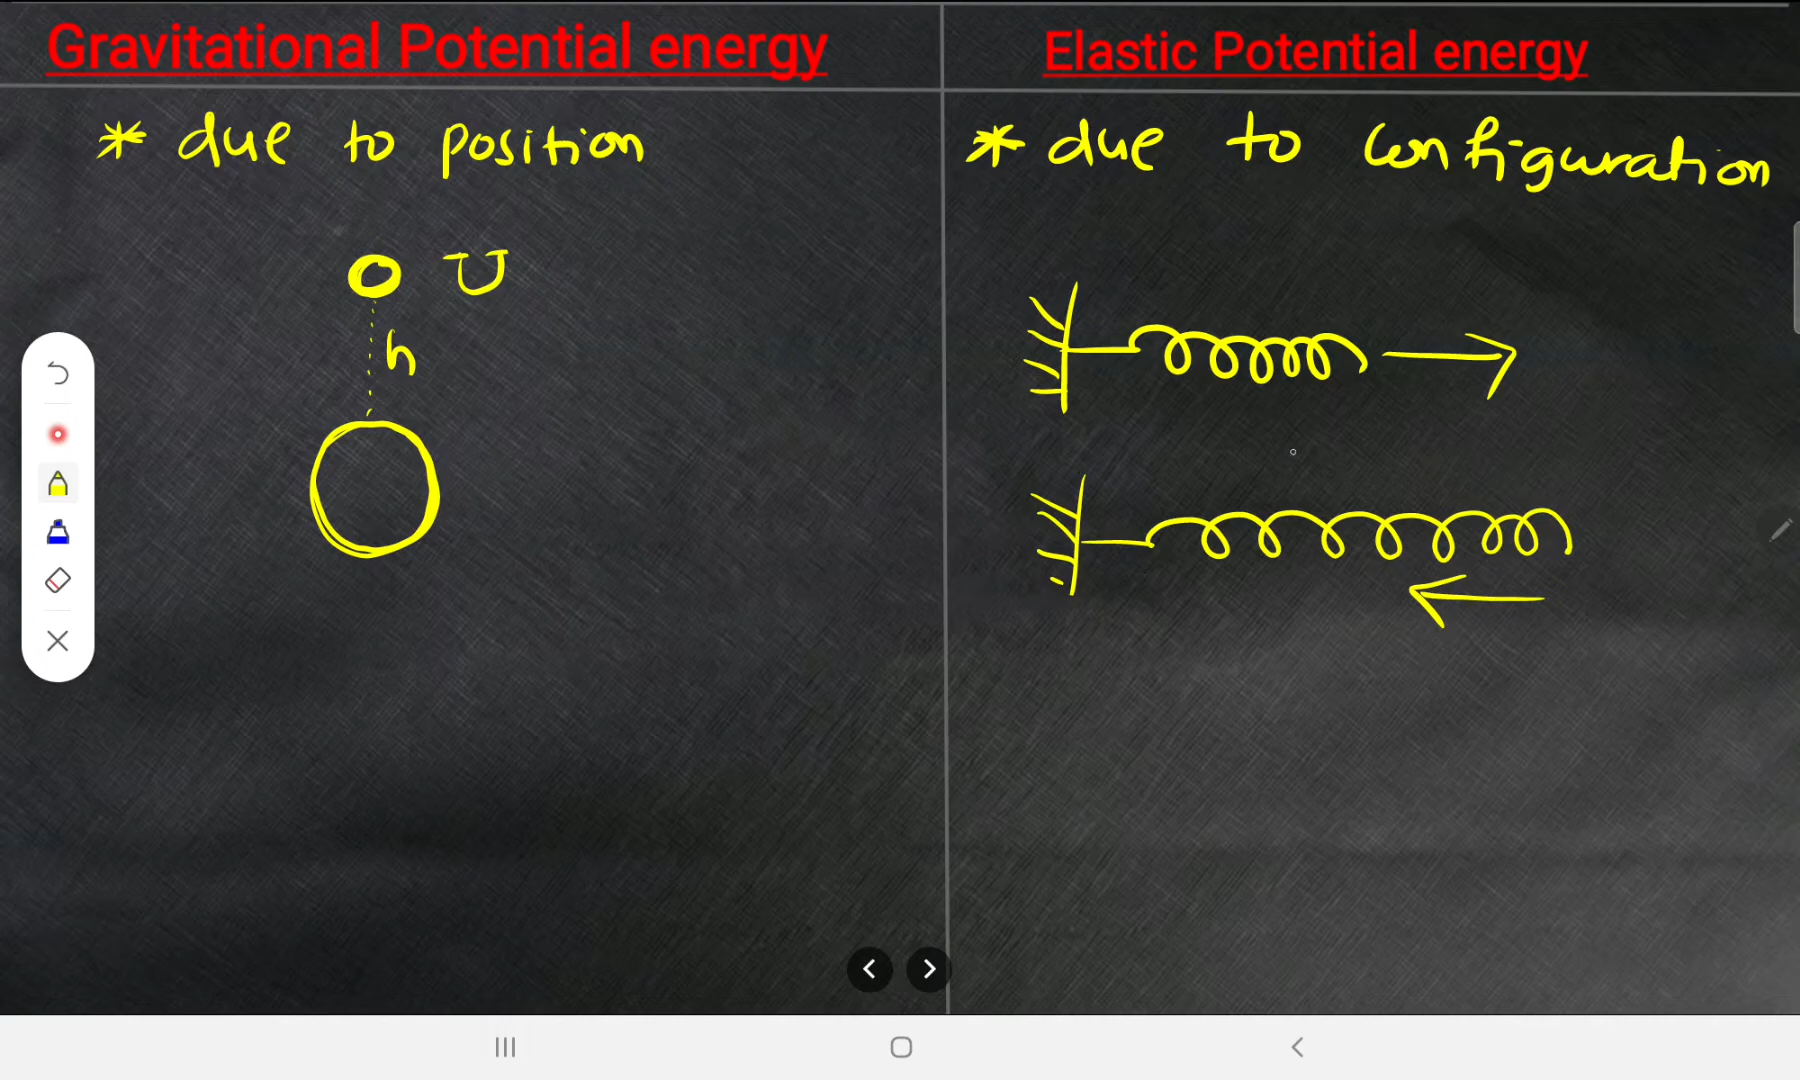 Gravitational Potential energy
* due to position
U
h
Elastic Potential energy
* due to configuration